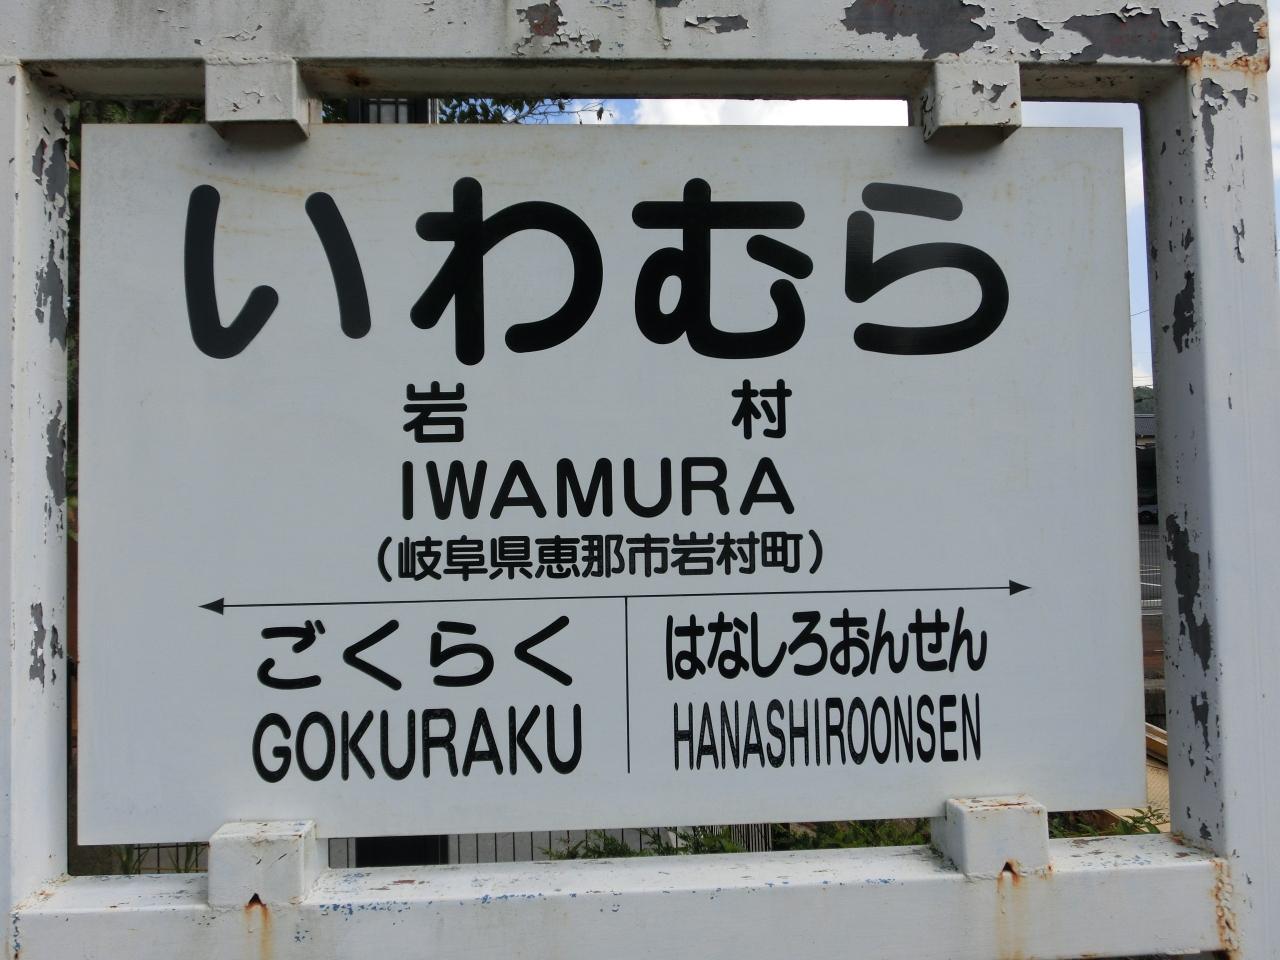 いわむら
岩村
IWAMURA
(岐阜県恵那市岩村町)
ごくらく
GOKURAKU
はなしろおんせん
HANASHIROONSEN